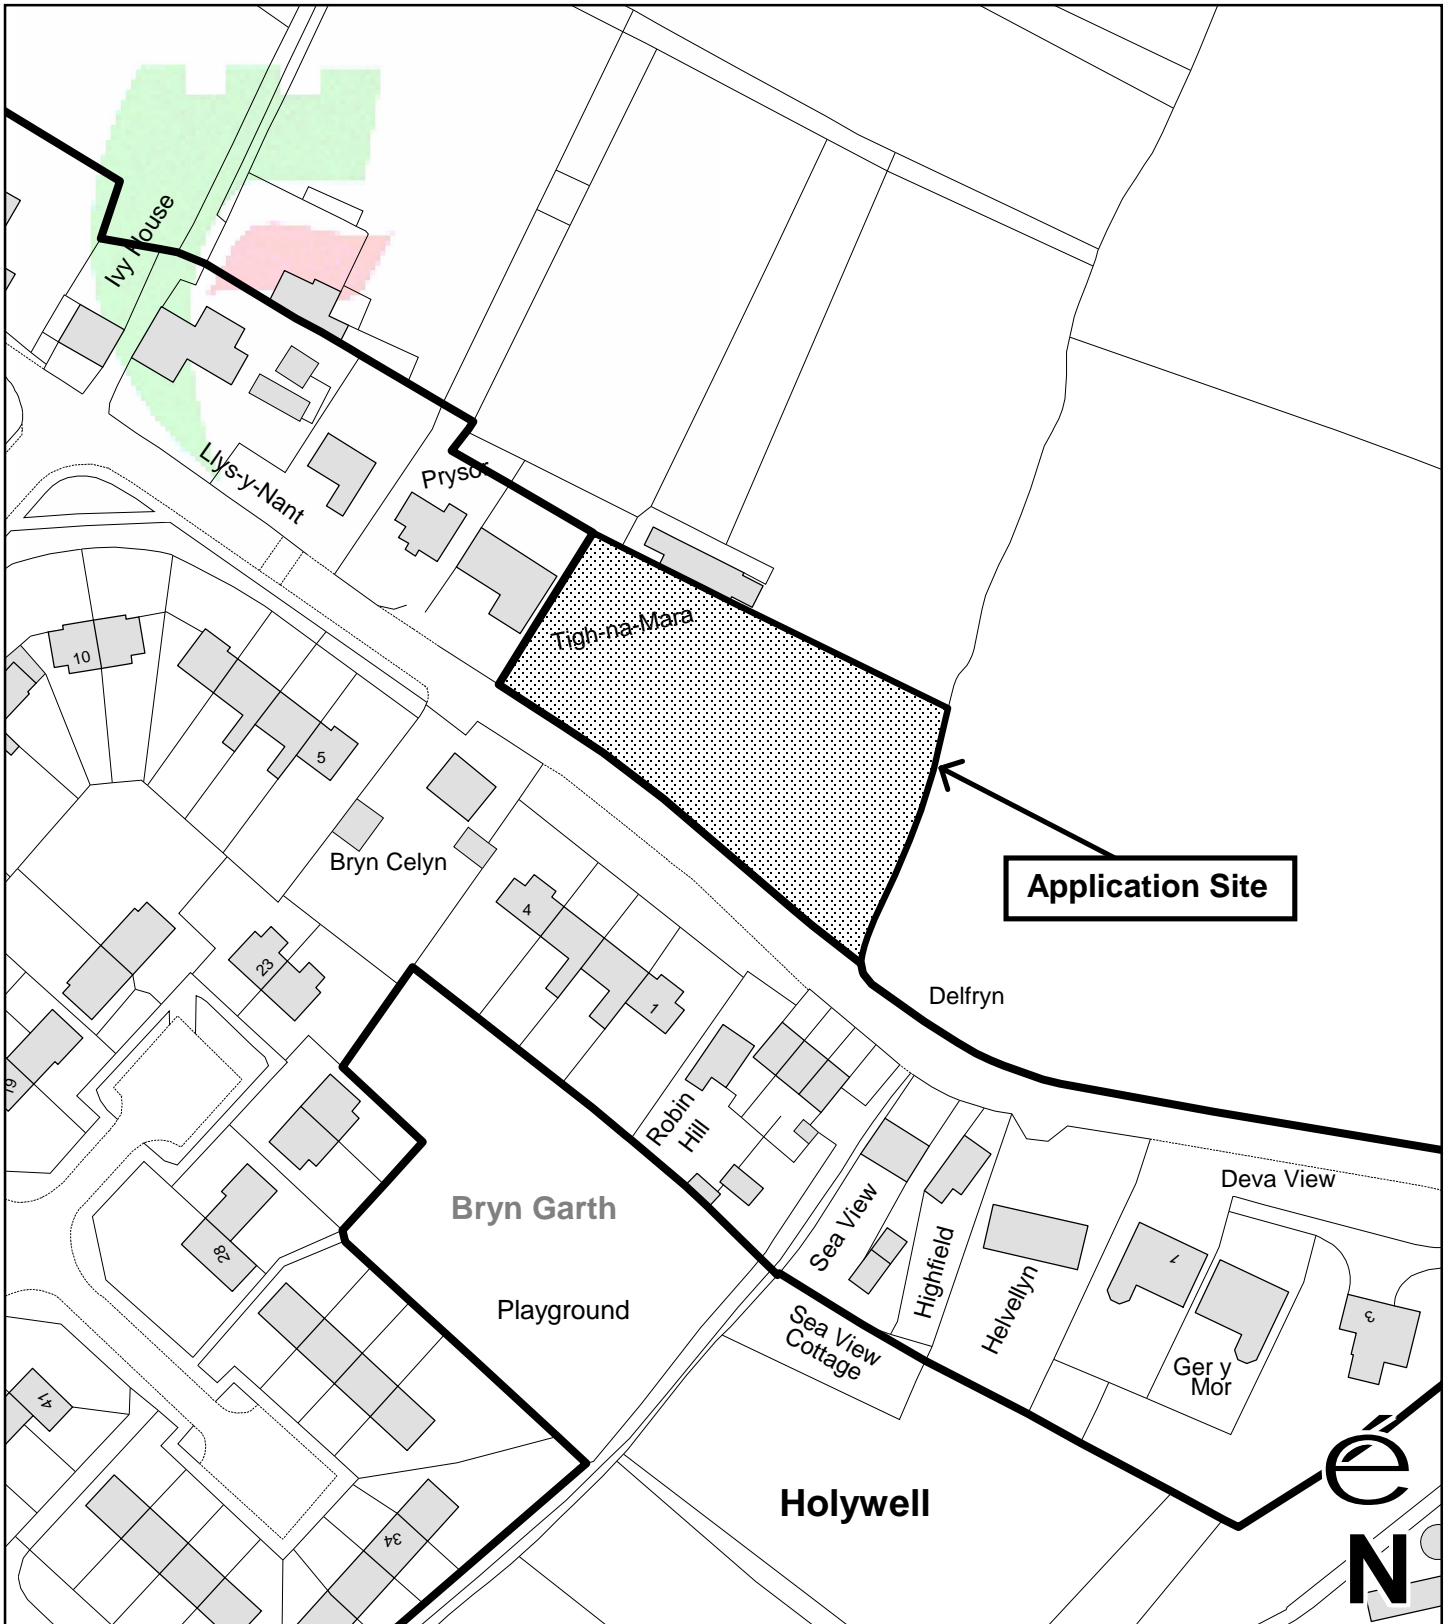 Ivy House
Llys-y-Nant
Prysor
Tigh-na-Mara
10
5
Bryn Celyn
Application Site
4
23
1
Delfryn
19
Robin
Hill
Bryn Garth
Deva View
Sea View
28
Highfield
1
Helvellyn
Playground
3
Sea View
Cottage
Ger y
Mor
41
é
Holywell
34
N